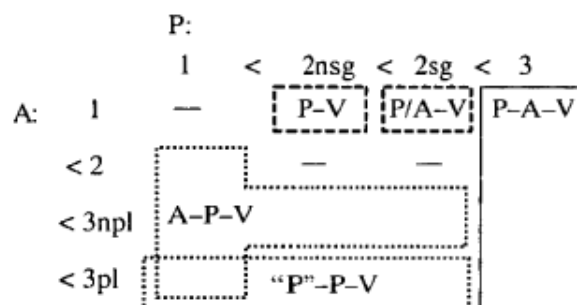 P:
1 < 2nsg < 2sg < 3
A: 1 — P–V P/A–V P–A–V
< 2 — —
< 3npl A–P–V
< 3pl “P”–P–V